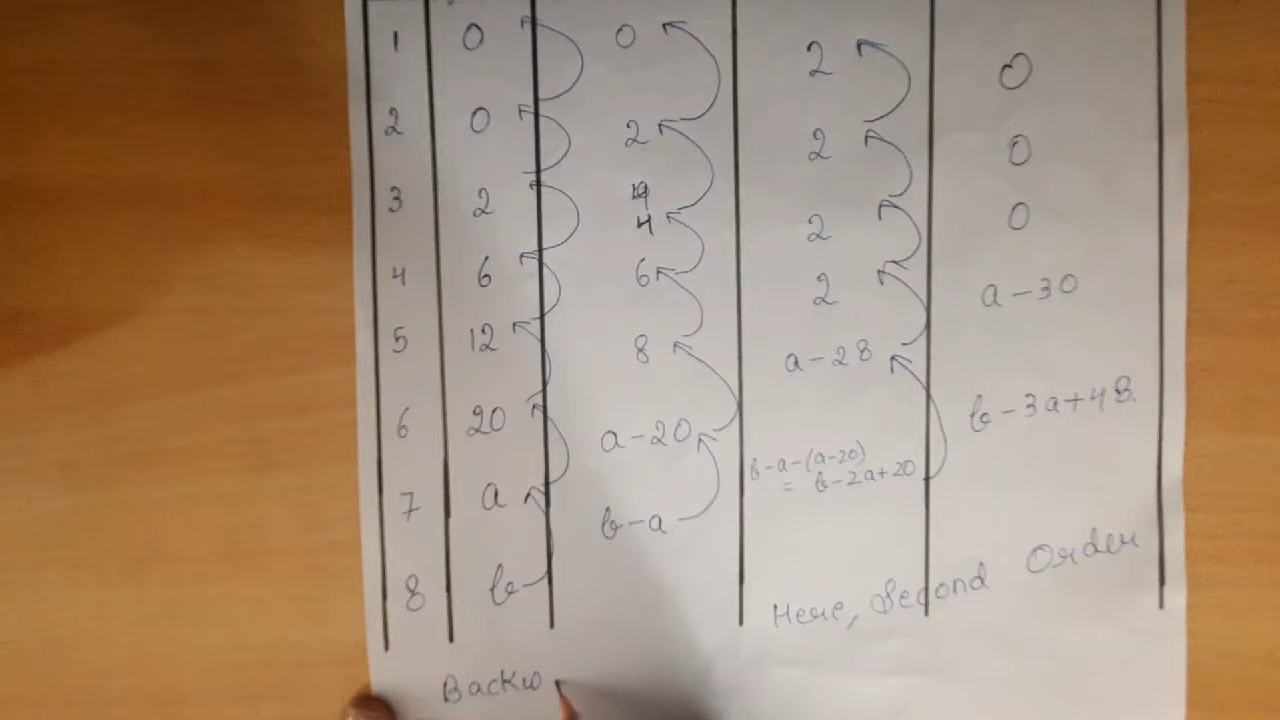 1 0 0 2 0
2 0 2 2 0
3 2 4 2 0
4 6 6 2 a-30
5 12 8 a-28
6 20 a-20 b-a-(a-20) = b-2a+20 b-3a+48
7 a b-a
8 b
Here, Second Order
Backw